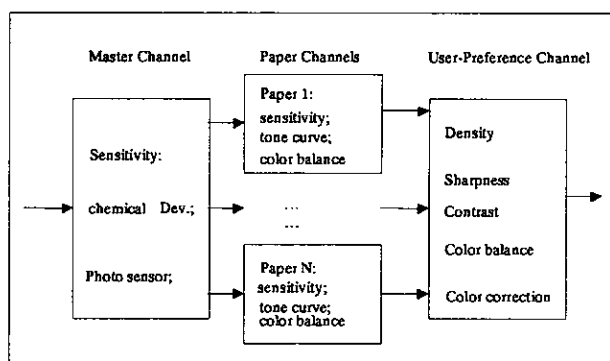 Master Channel
Paper Channels
User-Preference Channel
Sensitivity:
chemical Dev.;
Photo sensor;
Paper 1:
sensitivity;
tone curve;
color balance
...
...
Paper N:
sensitivity;
tone curve;
color balance
Density
Sharpness
Contrast
Color balance
Color correction